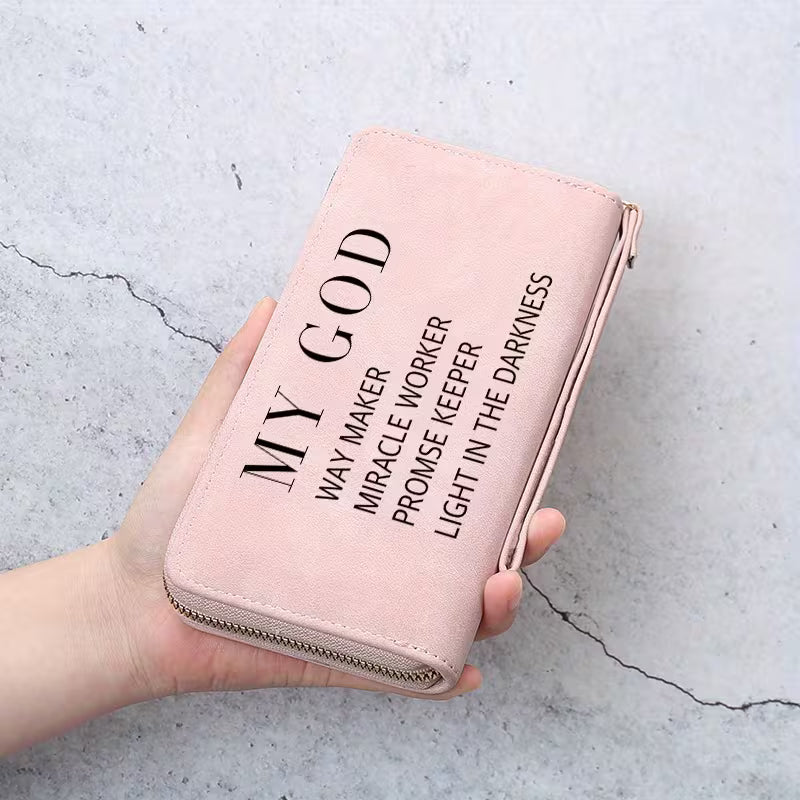 MY GOD
WAY MAKER
MIRACLE WORKER
PROMSE KEEPER
LIGHT IN THE DARKNESS